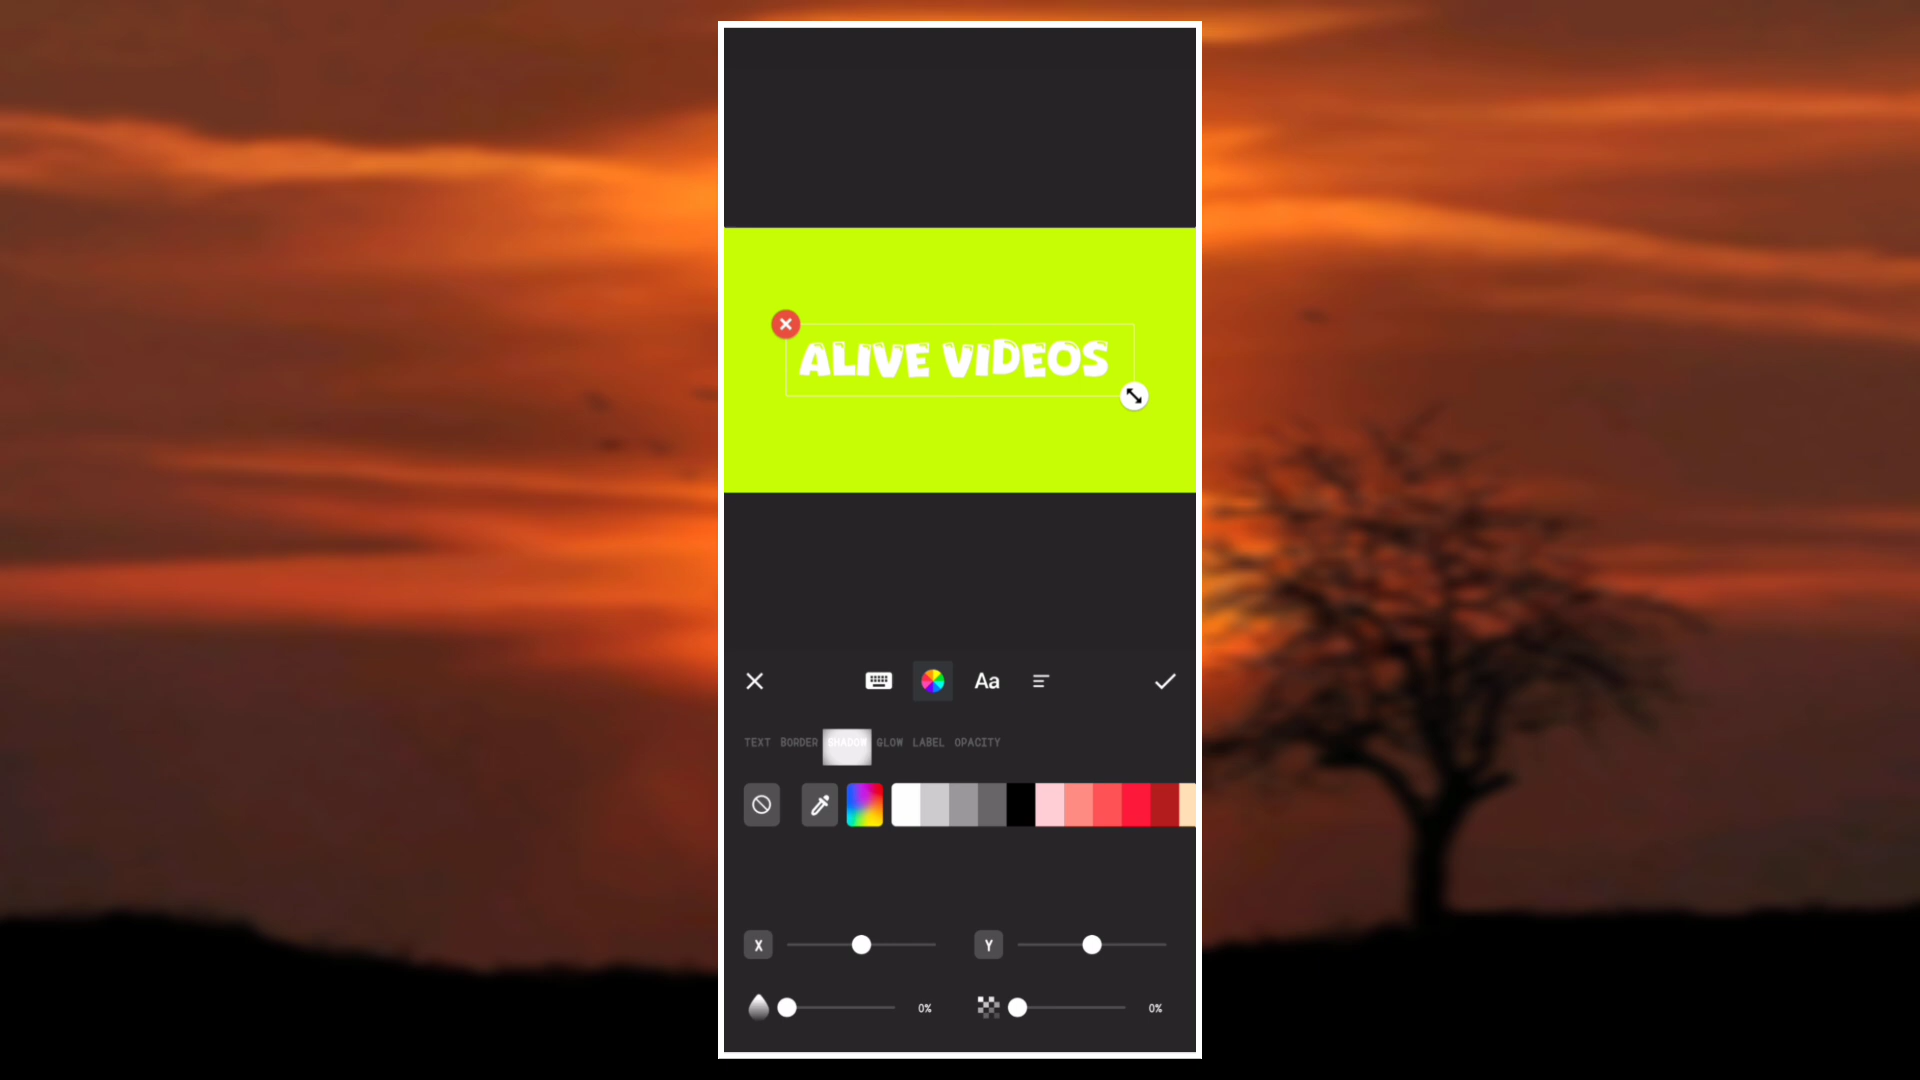 ALIVE VIDEOS
Aa
TEXT BORDER SHADOW GLOW LABEL OPACITY
X Y
0% 0%